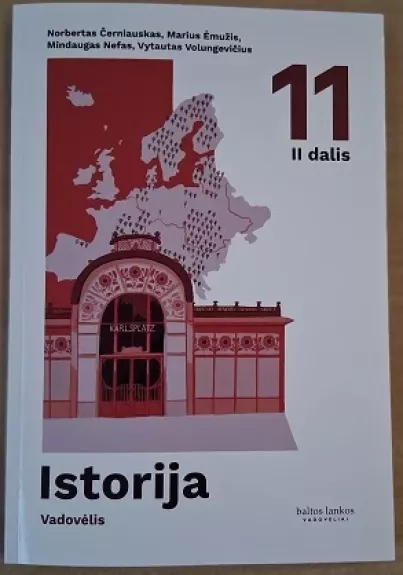 Norbertas Černiauskas, Marius Ėmužis,
Mindaugas Nefas, Vytautas Volungevičius
11
II dalis
KARLSPLATZ
Istorija
Vadovėlis
baltos lankos
VADOVĖLIAI